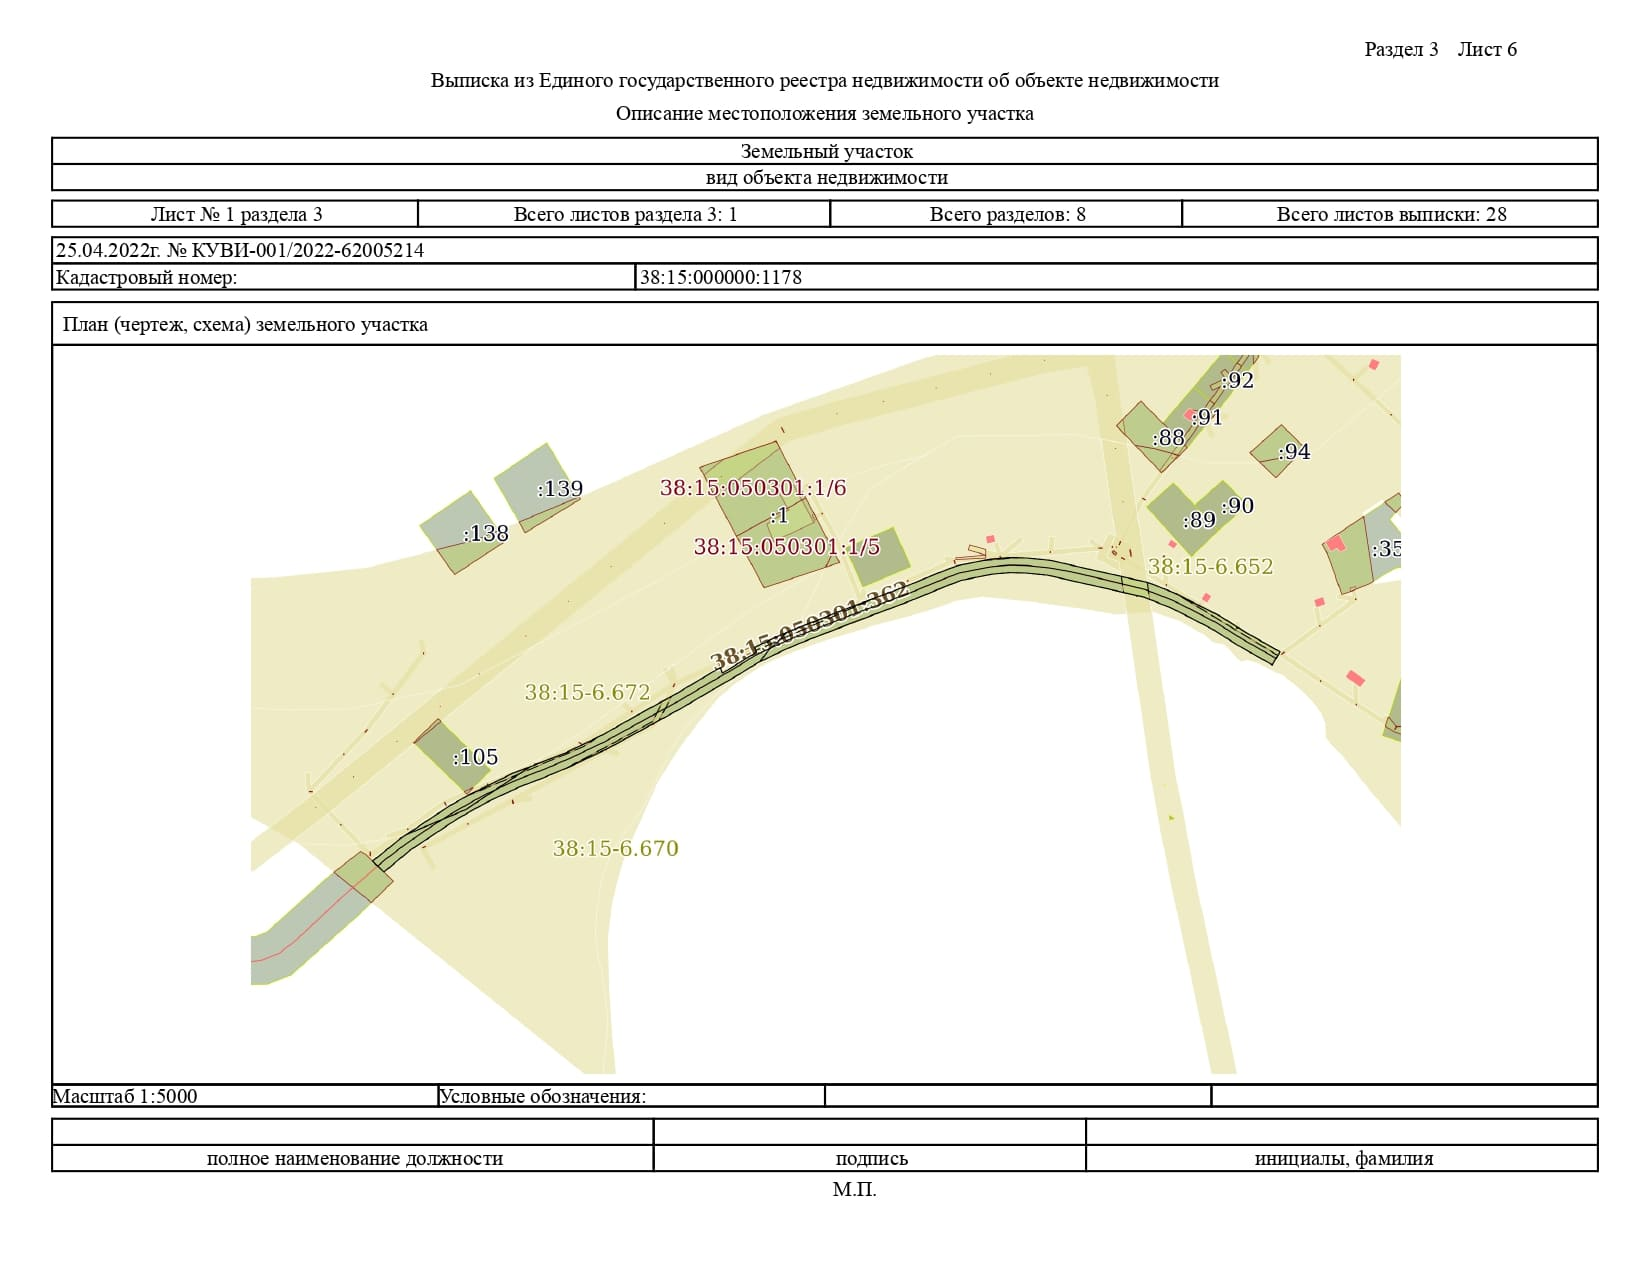 Раздел 3 Лист 6
Выписка из Единого государственного реестра недвижимости об объекте недвижимости
Описание местоположения земельного участка
Земельный участок
вид объекта недвижимости
Лист № 1 раздела 3
Всего листов раздела 3: 1
Всего разделов: 8
Всего листов выписки: 28
25.04.2022г. № КУВИ-001/2022-62005214
Кадастровый номер:
38:15:000000:1178
План (чертеж, схема) земельного участка
:92
:91
:88
:94
:139
38:15:050301:1/6
:90
:1
:89
:138
38:15:050301:1/5
:35
38:15-6.652
38:15:050301:362
38:15-6.672
:105
38:15-6.670
Масштаб 1:5000
Условные обозначения:
полное наименование должности
подпись
инициалы, фамилия
М.П.